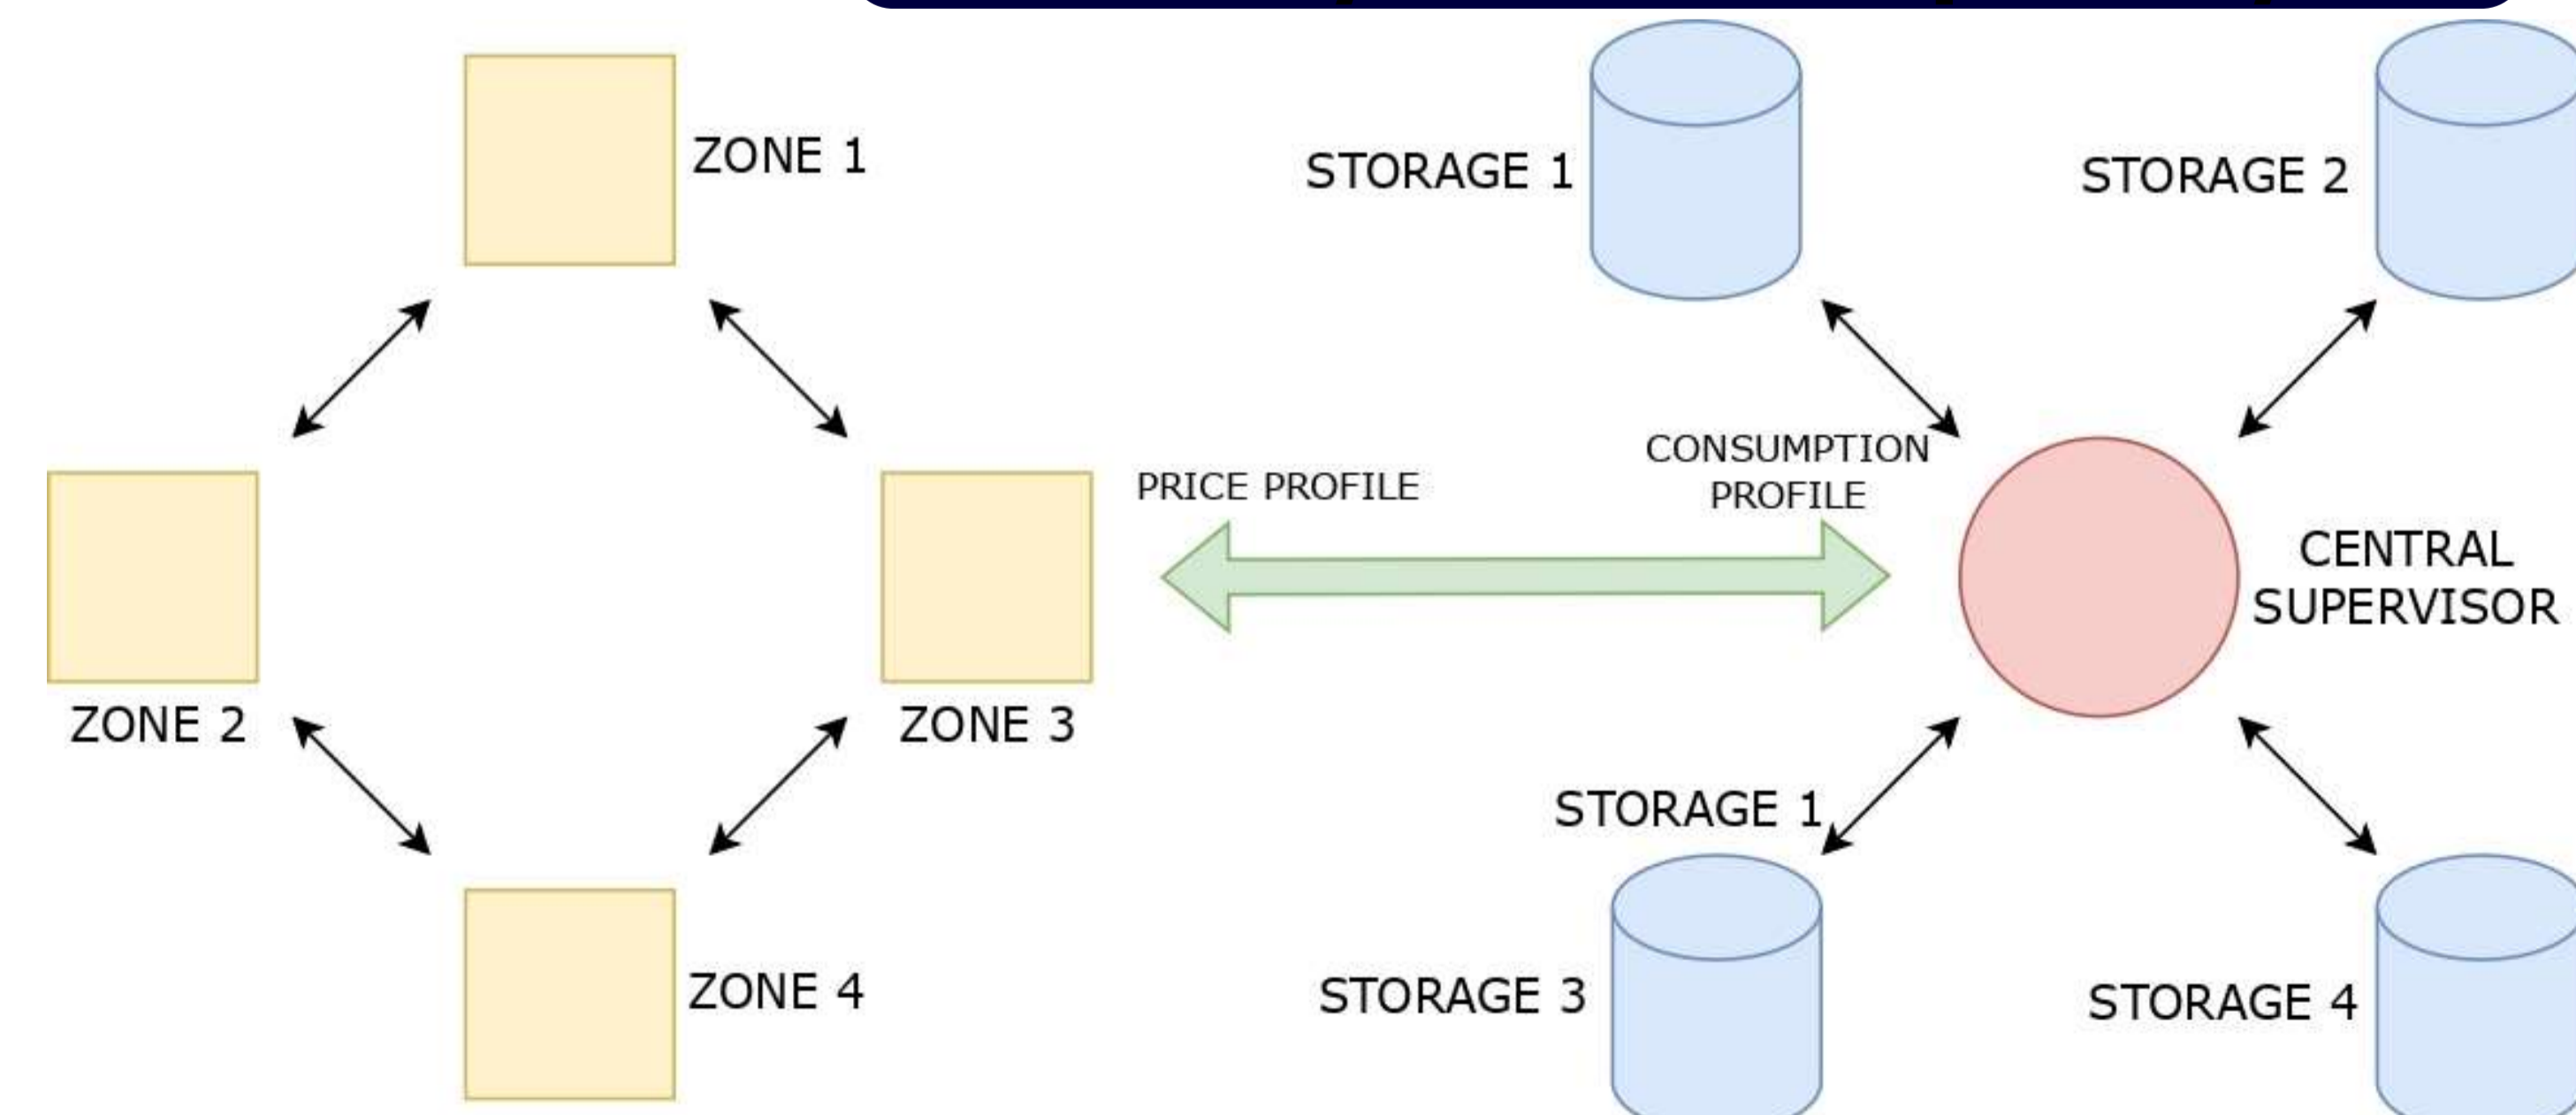 ZONE 1
STORAGE 1
STORAGE 2
PRICE PROFILE
CONSUMPTION
PROFILE
CENTRAL
SUPERVISOR
ZONE 2
ZONE 3
STORAGE 1
ZONE 4
STORAGE 3
STORAGE 4